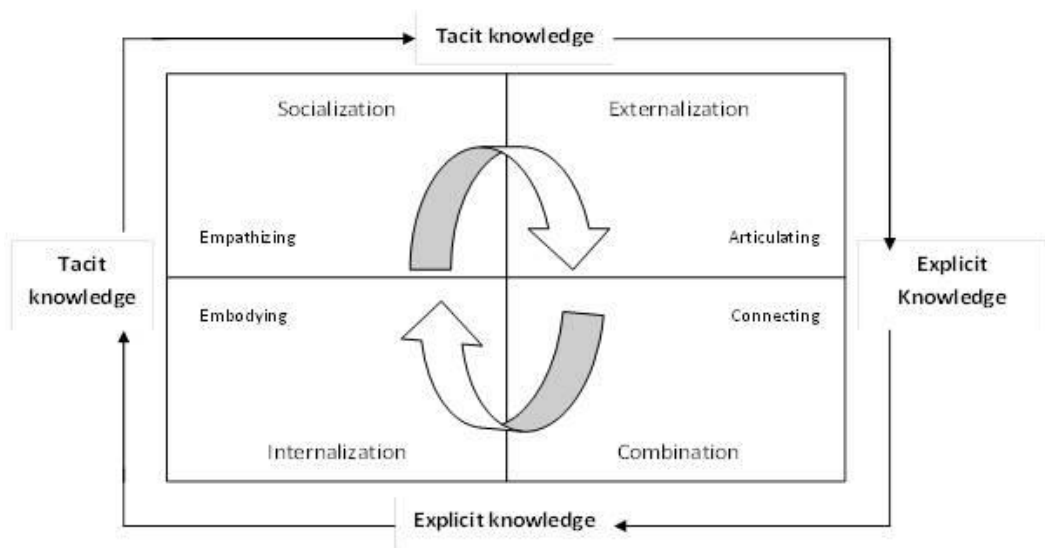 Tacit knowledge
Socialization
Externalization
Empathizing
Articulating
Tacit
knowledge
Explicit
Knowledge
Embodying
Connecting
Internalization
Combination
Explicit knowledge